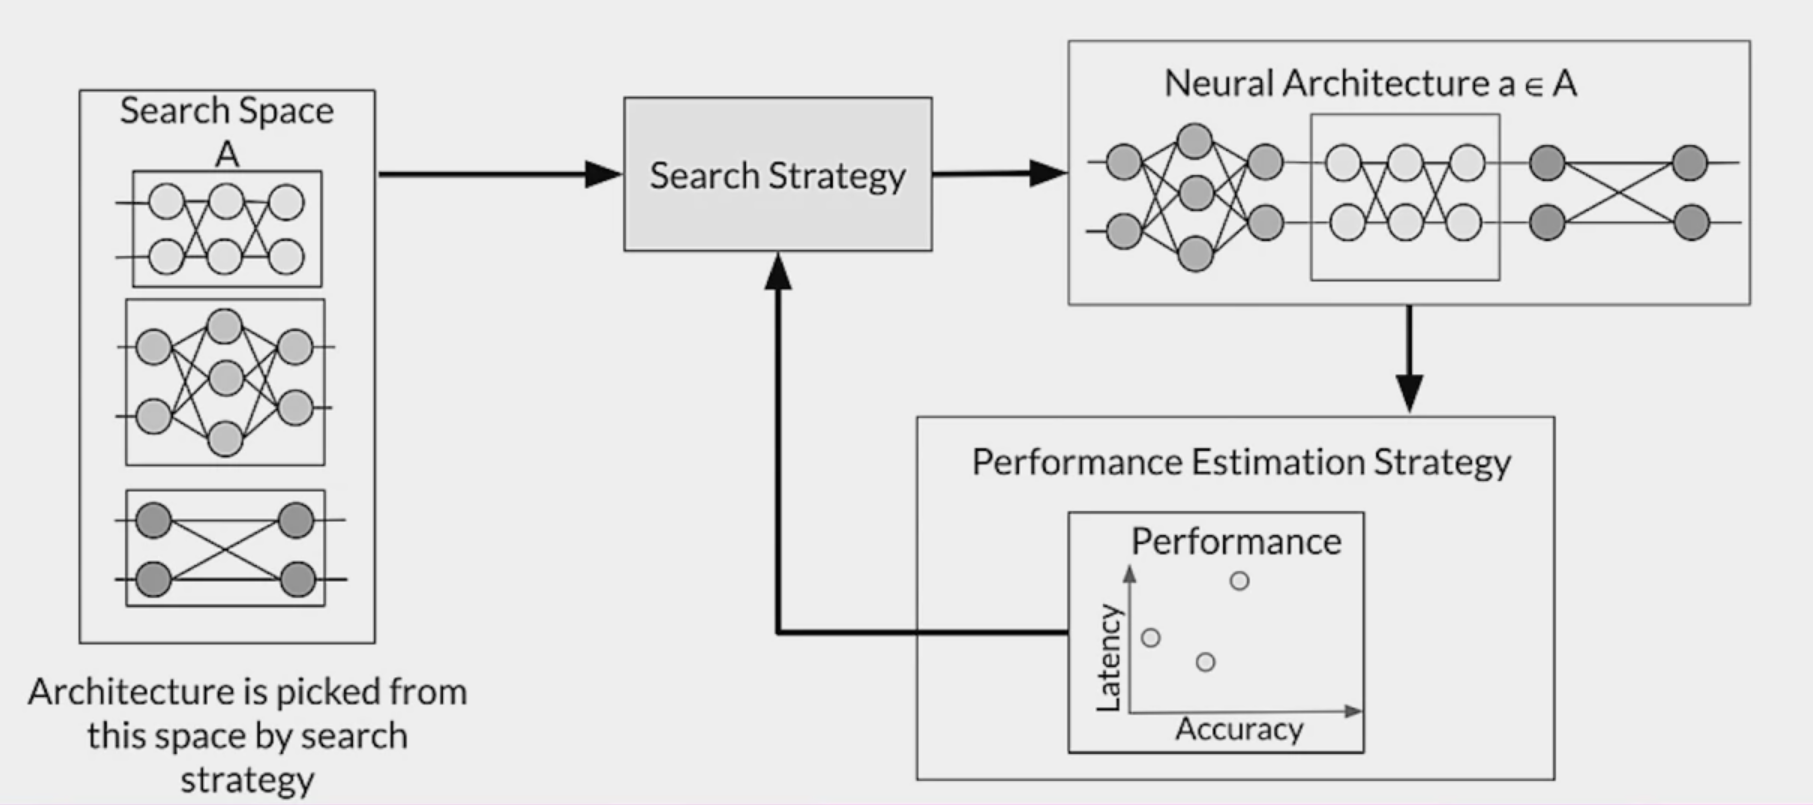 Search Space
A
Search Strategy
Neural Architecture a ∈ A
Performance Estimation Strategy
Performance
Latency
Accuracy
Architecture is picked from
this space by search
strategy